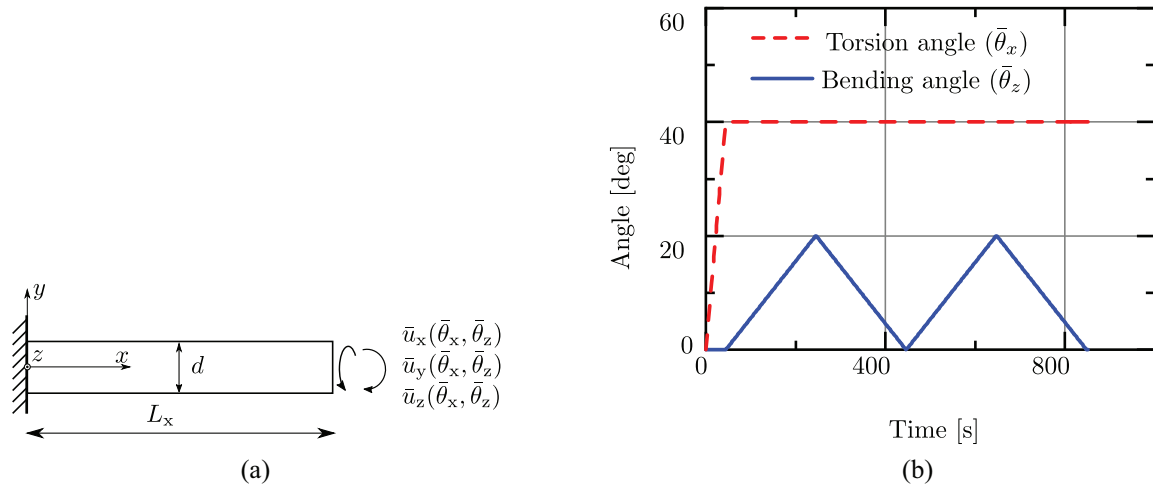 y
z
x
d
L_x
ū_x(θ̄_x, θ̄_z)
ū_y(θ̄_x, θ̄_z)
ū_z(θ̄_x, θ̄_z)
(a)
60
40
20
0
Angle [deg]
Torsion angle (θ̄_x)
Bending angle (θ̄_z)
0
400
800
Time [s]
(b)